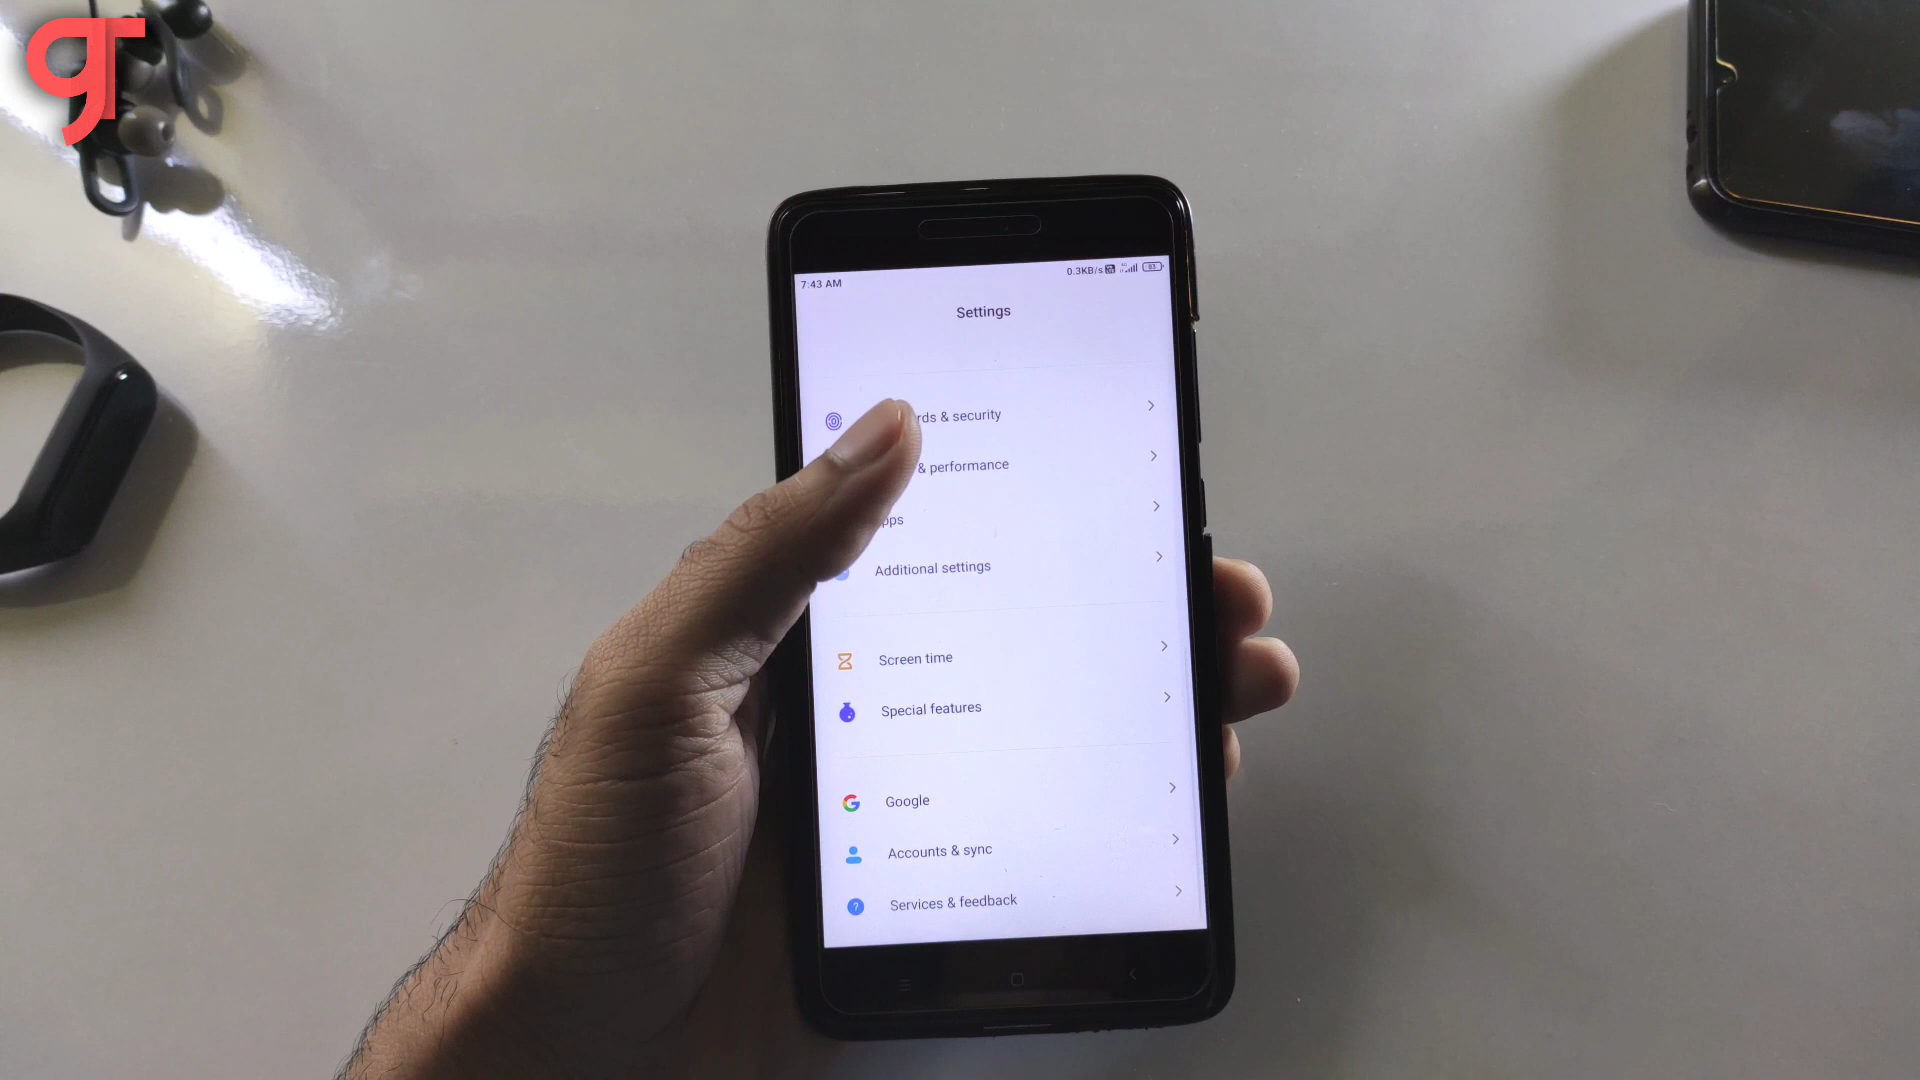 7:43 AM
0.3KB/s
83
Settings
rds & security
& performance
pps
Additional settings
Screen time
Special features
Google
Accounts & sync
Services & feedback